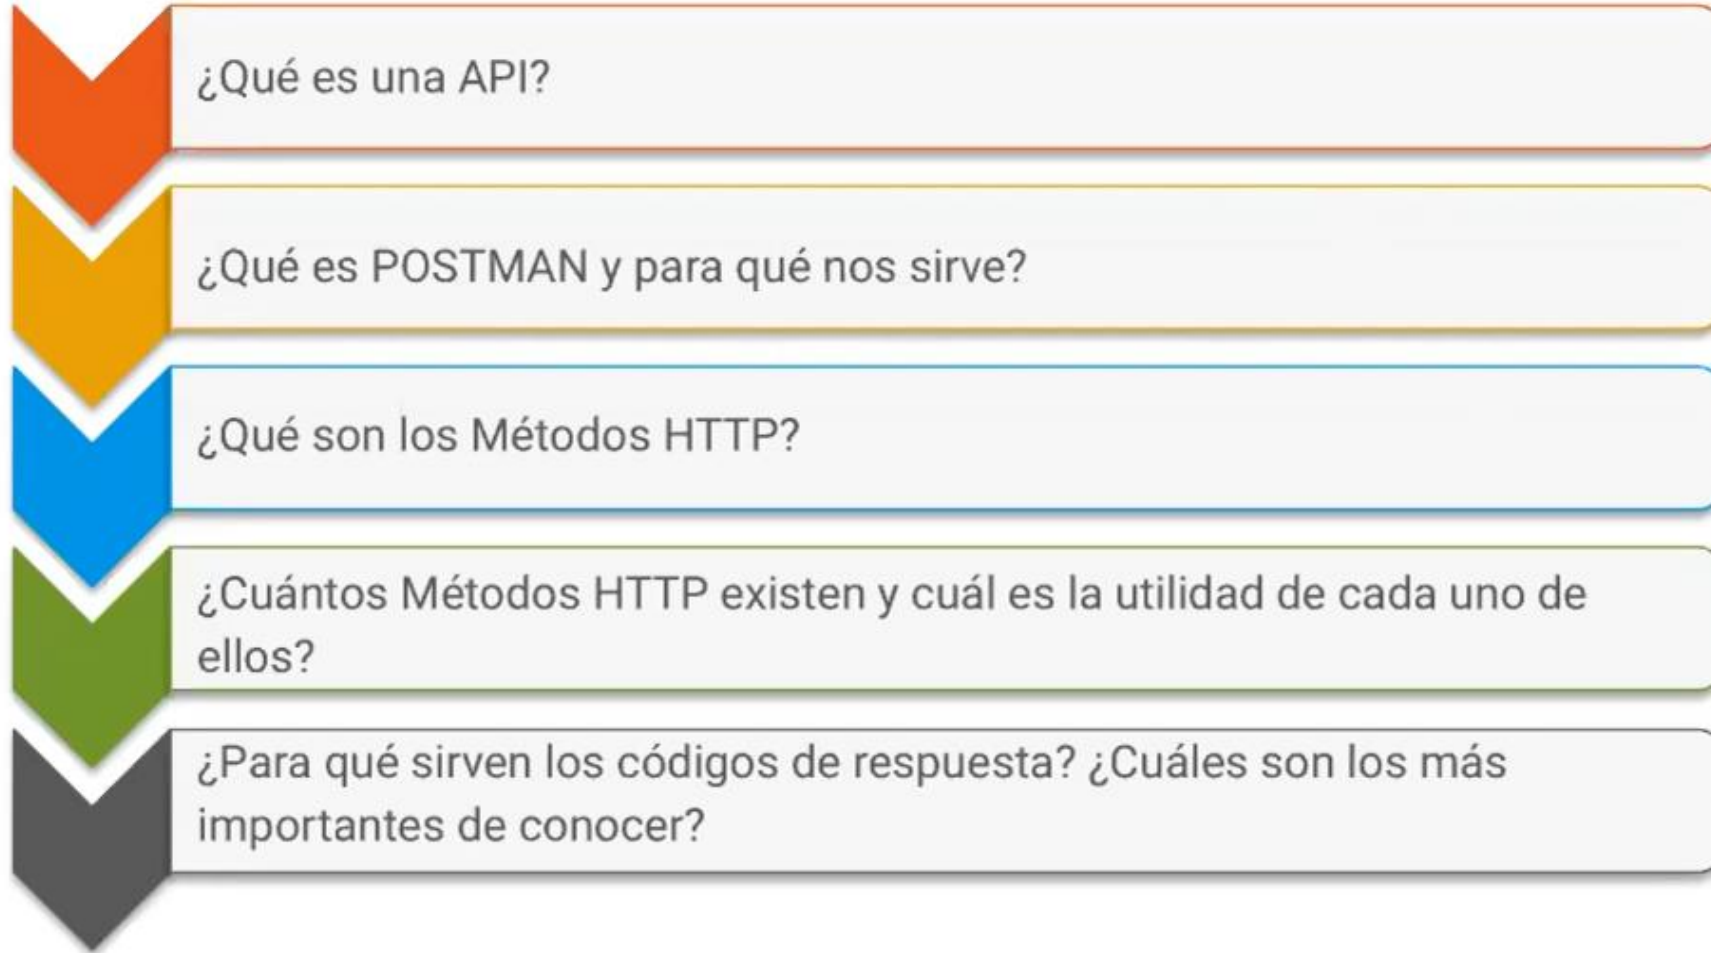 ¿Qué es una API?
¿Qué es POSTMAN y para qué nos sirve?
¿Qué son los Métodos HTTP?
¿Cuántos Métodos HTTP existen y cuál es la utilidad de cada uno de
ellos?
¿Para qué sirven los códigos de respuesta? ¿Cuáles son los más
importantes de conocer?